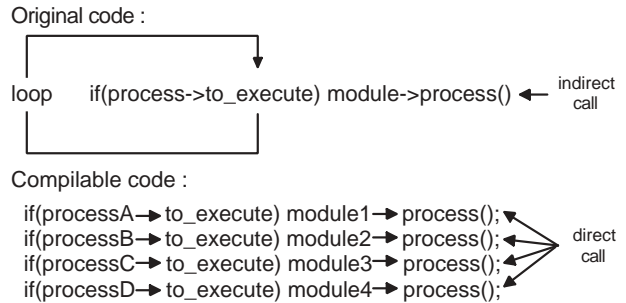 Original code :
loop if(process->to_execute) module->process() indirect call
Compilable code :
if(processA→ to_execute) module1→ process();
if(processB→ to_execute) module2→ process();
if(processC→ to_execute) module3→ process();
if(processD→ to_execute) module4→ process();
direct
call